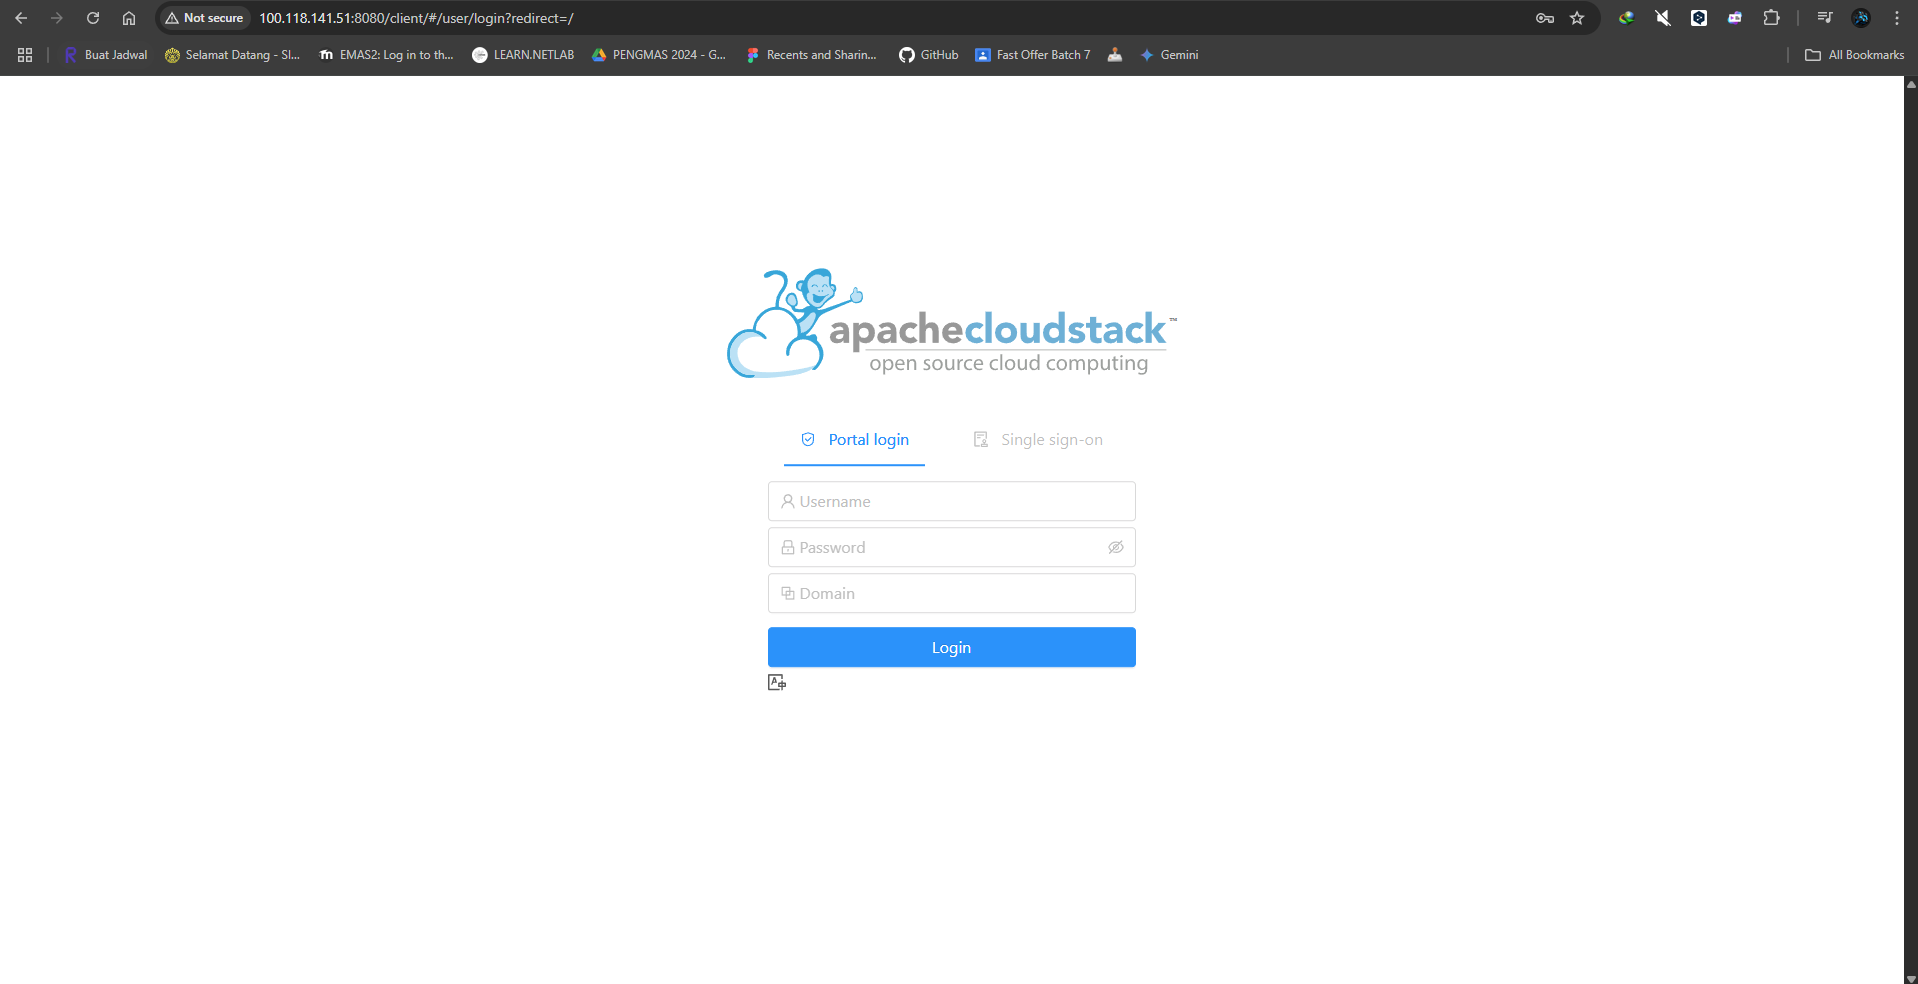 Not secure 100.118.141.51:8080/client/#/user/login?redirect=/
Buat Jadwal Selamat Datang - SI... EMAS2: Log in to th... LEARN.NETLAB PENGMAS 2024 - G... Recents and Sharin... GitHub Fast Offer Batch 7 Gemini All Bookmarks
apachecloudstack™
open source cloud computing
Portal login Single sign-on
Username
Password
Domain
Login